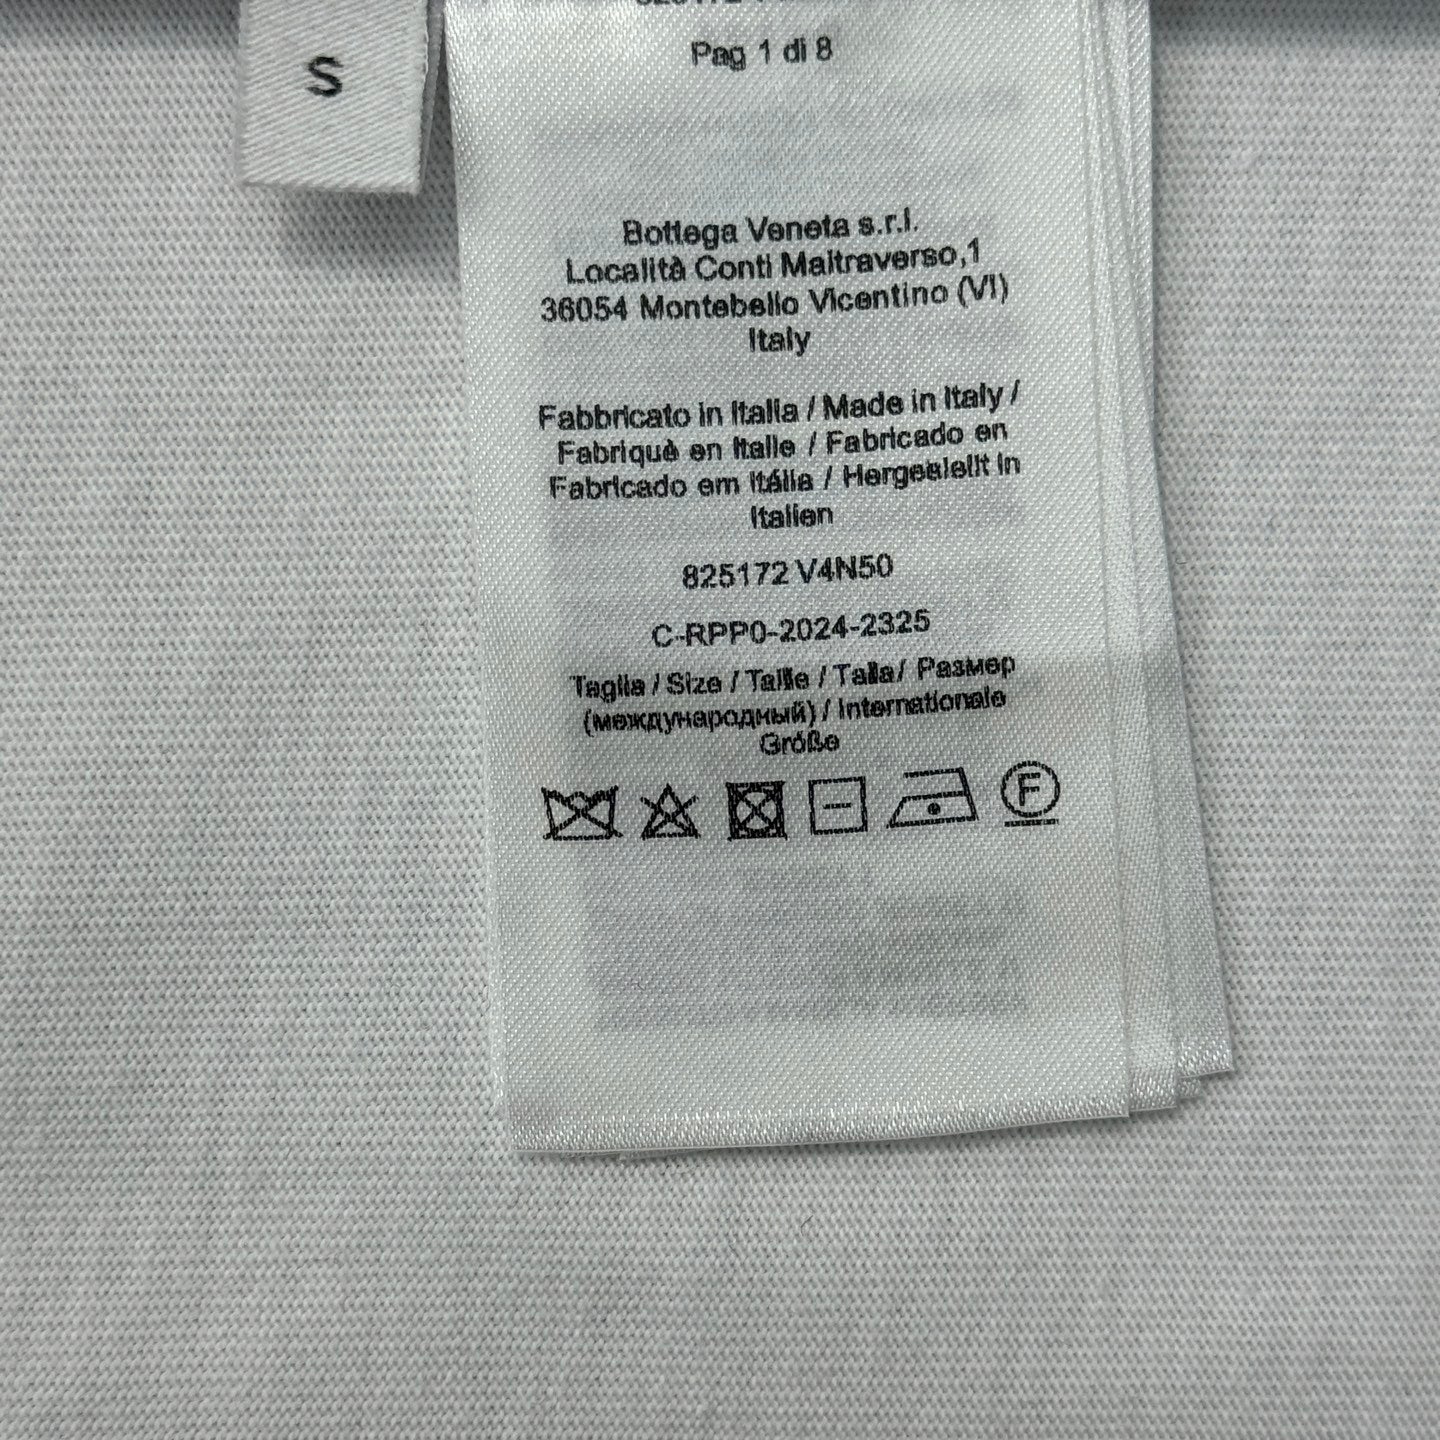 S
Pag 1 di 8
Bottega Veneta s.r.l.
Località Conti Maltraverso,1
36054 Montebello Vicentino (VI)
Italy
Fabbricato in Italia / Made in Italy /
Fabriqué en Italie / Fabricado en
Fabricado em Itália / Hergestellt in
Italien
825172 V4N50
C-RPP0-2024-2325
Taglia / Size / Taille / Talla/ Размер
(международный) / Internationale
Größe
F